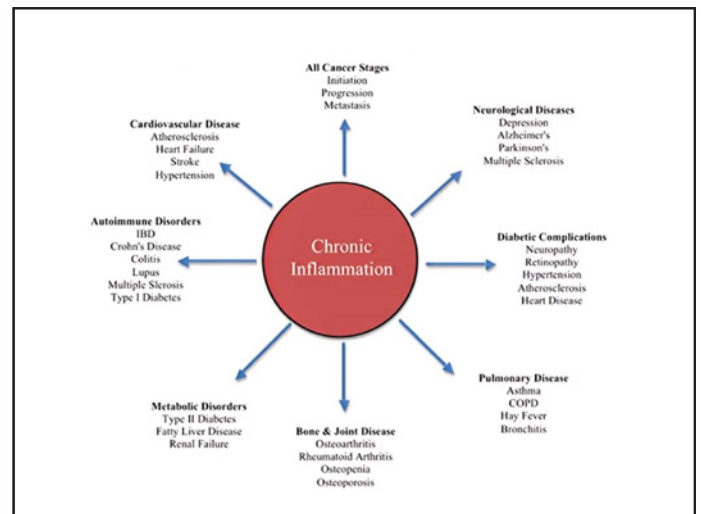 All Cancer Stages
Initiation
Progression
Metastasis
Neurological Diseases
Depression
Alzheimer's
Parkinson's
Multiple Sclerosis
Cardiovascular Disease
Atherosclerosis
Heart Failure
Stroke
Hypertension
Chronic
Inflammation
Autoimmune Disorders
IBD
Crohn's Disease
Colitis
Lupus
Multiple Slerosis
Type I Diabetes
Diabetic Complications
Neuropathy
Retinopathy
Hypertension
Atherosclerosis
Heart Disease
Pulmonary Disease
Asthma
COPD
Hay Fever
Bronchitis
Metabolic Disorders
Type II Diabetes
Fatty Liver Disease
Renal Failure
Bone & Joint Disease
Osteoarthritis
Rheumatoid Arthritis
Osteopenia
Osteoporosis